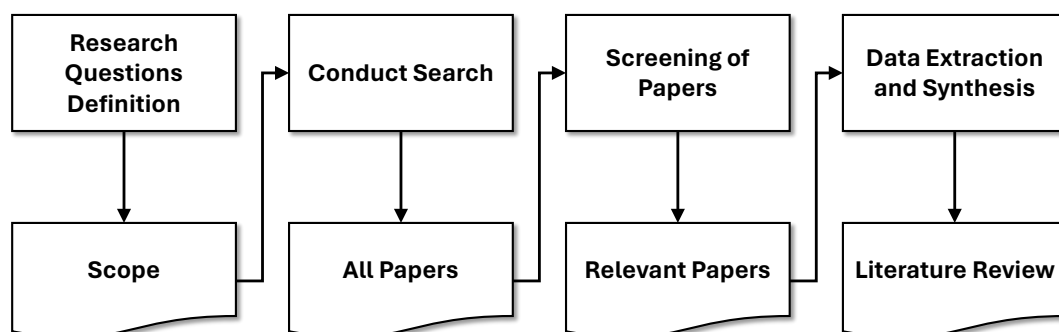 Research
Questions
Definition
Conduct Search
Screening of
Papers
Data Extraction
and Synthesis
Scope
All Papers
Relevant Papers
Literature Review